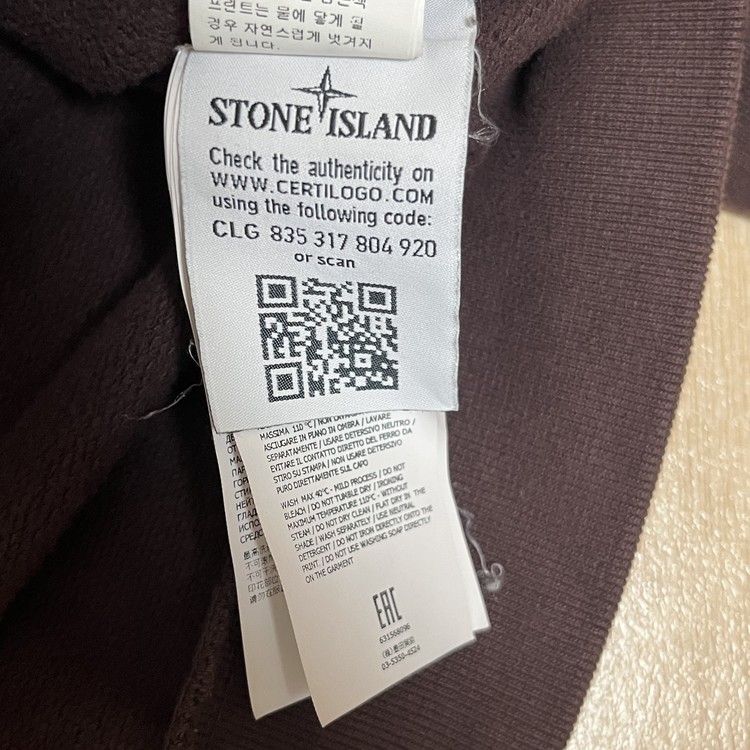 프린트는 물에 닿게 될
경우 자연스럽게 벗겨지
게 됩니다.
STONE ISLAND
Check the authenticity on
WWW.CERTILOGO.COM
using the following code:
CLG 835 317 804 920
or scan
MASSIMA 110 °C / NON LAVARE
ASCIUGARE IN PIANO IN OMBRA / LAVARE
SEPARATAMENTE / USARE DETERSIVO NEUTRO /
EVITARE IL CONTATTO DIRETTO DEL FERRO DA
STIRO SU STAMPA / NON USARE DETERSIVO
PURO DIRETTAMENTE SUL CAPO
WASH MAX 40°C - MILD PROCESS / DO NOT
BLEACH / DO NOT TUMBLE DRY / IRONING
MAXIMUM TEMPERATURE 110°C - WITHOUT
STEAM / DO NOT DRY CLEAN / FLAT DRY IN THE
SHADE / WASH SEPARATELY / USE NEUTRAL
DETERGENT / DO NOT IRON DIRECTLY ONTO THE
PRINT. / DO NOT USE WASHING SOAP DIRECTLY
ON THE GARMENT
EAC
631568096
03-5350-4524